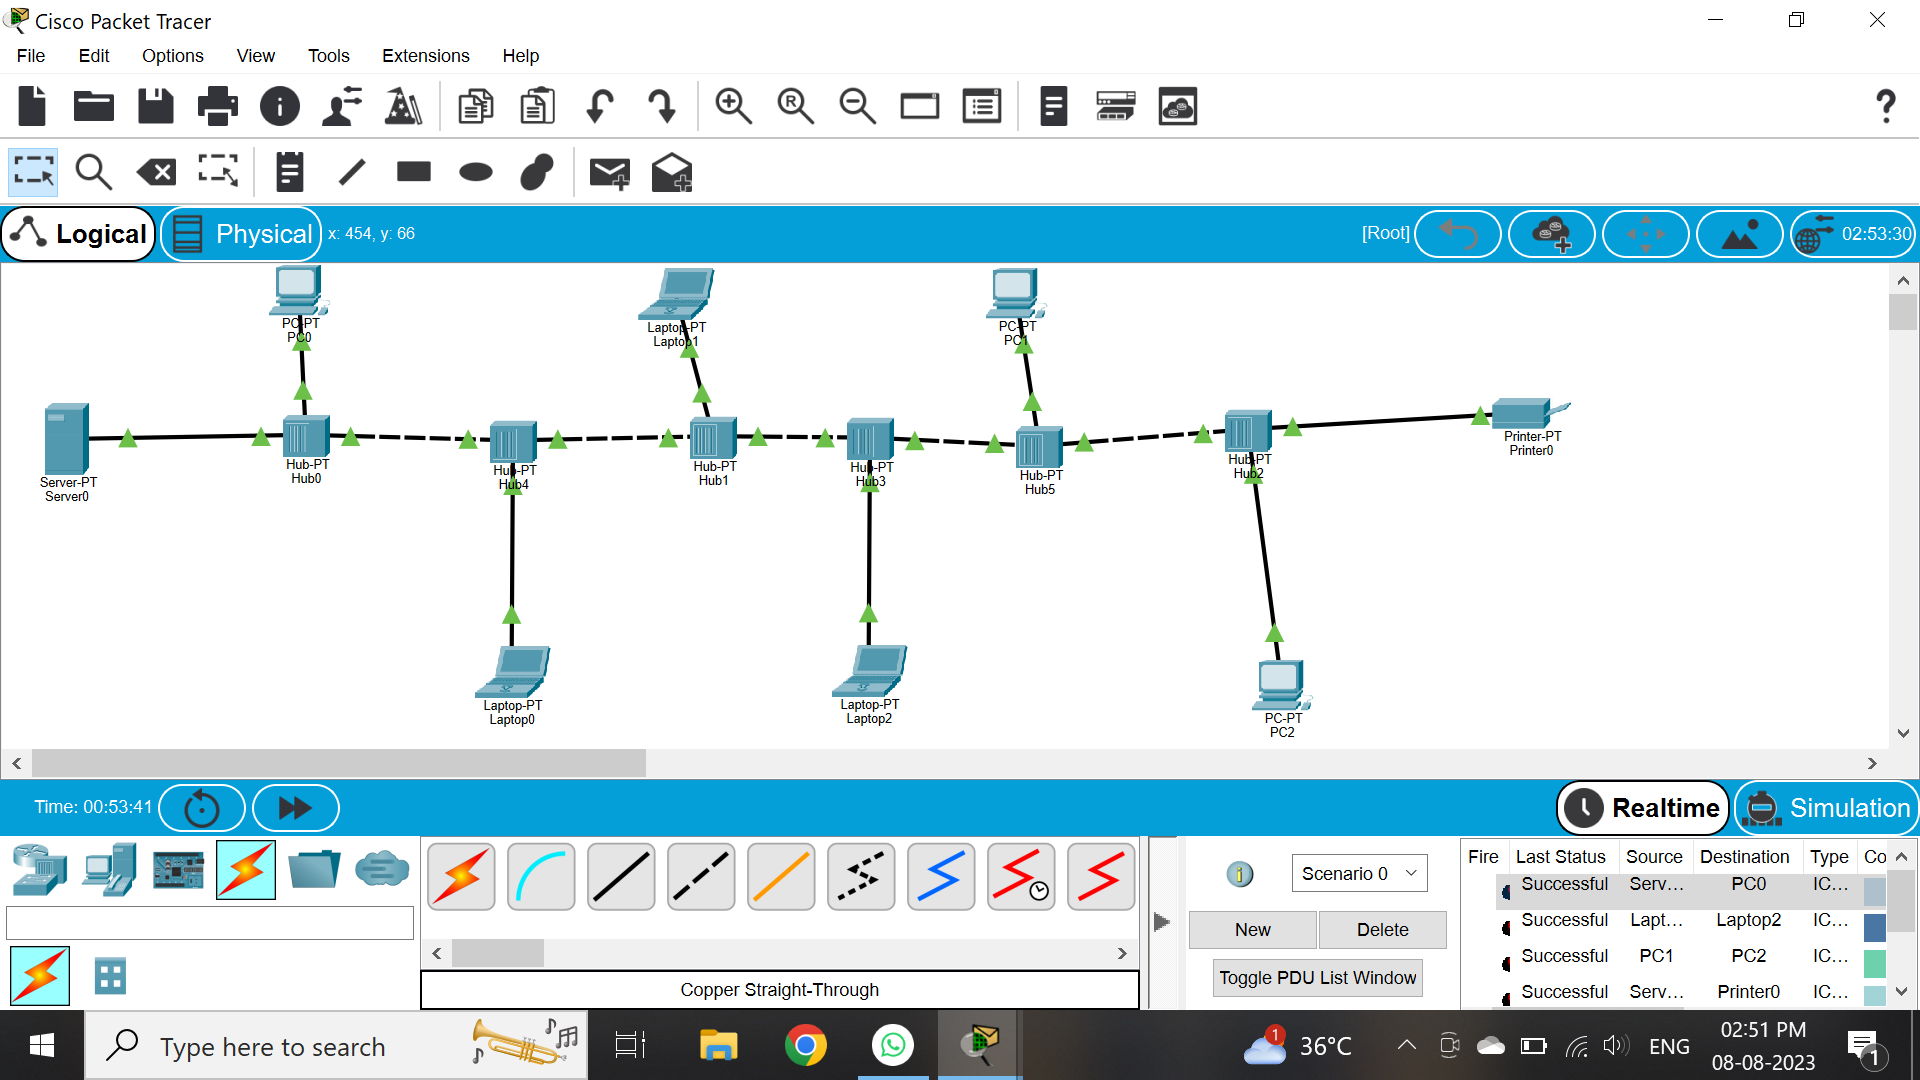 Cisco Packet Tracer
File Edit Options View Tools Extensions Help
Logical Physical x: 454, y: 66 [Root] 02:53:30
PC-PT
PC0
Laptop-PT
Laptop1
PC-PT
PC1
Server-PT
Server0
Hub-PT
Hub0
Hub-PT
Hub4
Hub-PT
Hub1
Hub-PT
Hub3
Hub-PT
Hub5
Hub-PT
Hub2
Printer-PT
Printer0
Laptop-PT
Laptop0
Laptop-PT
Laptop2
PC-PT
PC2
Time: 00:53:41 Realtime Simulation
Scenario 0
New Delete
Toggle PDU List Window
Copper Straight-Through
Fire Last Status Source Destination Type Co
Successful Serv... PC0 IC...
Successful Lapt... Laptop2 IC...
Successful PC1 PC2 IC...
Successful Serv... Printer0 IC...
Type here to search
1
36°C
ENG
02:51 PM
08-08-2023
1